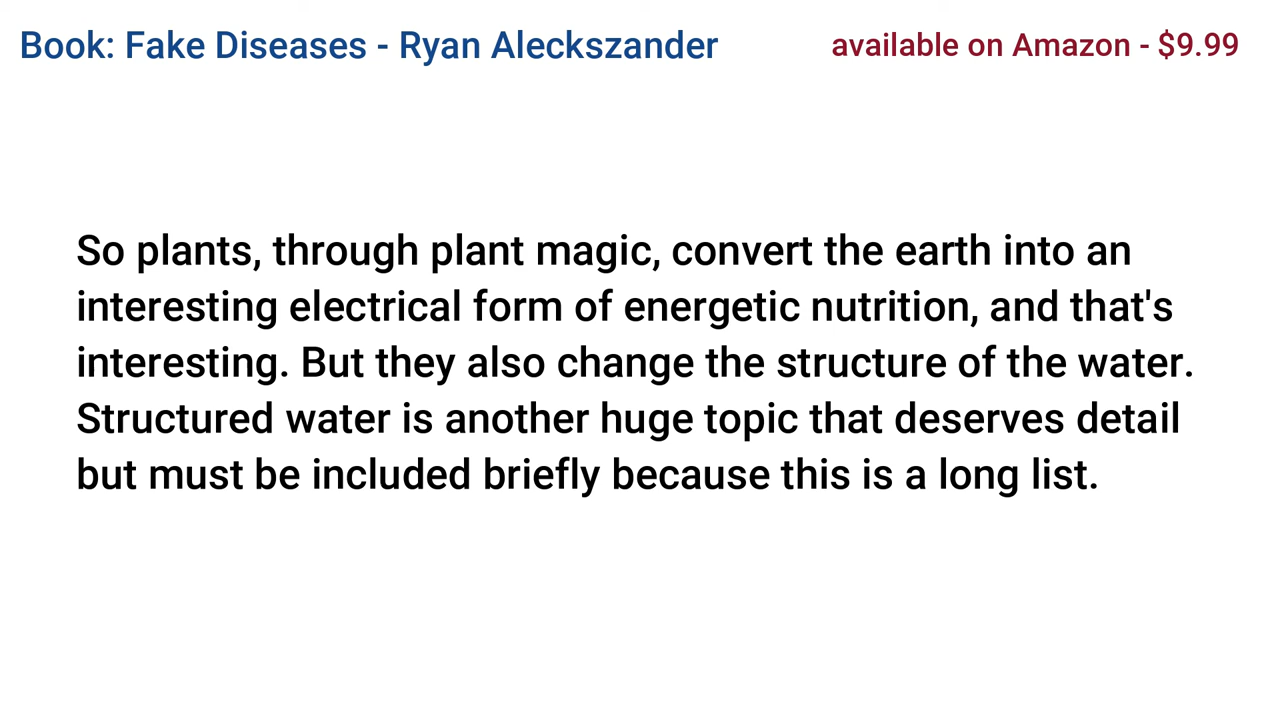 Book: Fake Diseases - Ryan Aleckszander
available on Amazon - $9.99
So plants, through plant magic, convert the earth into an
interesting electrical form of energetic nutrition, and that's
interesting. But they also change the structure of the water.
Structured water is another huge topic that deserves detail
but must be included briefly because this is a long list.